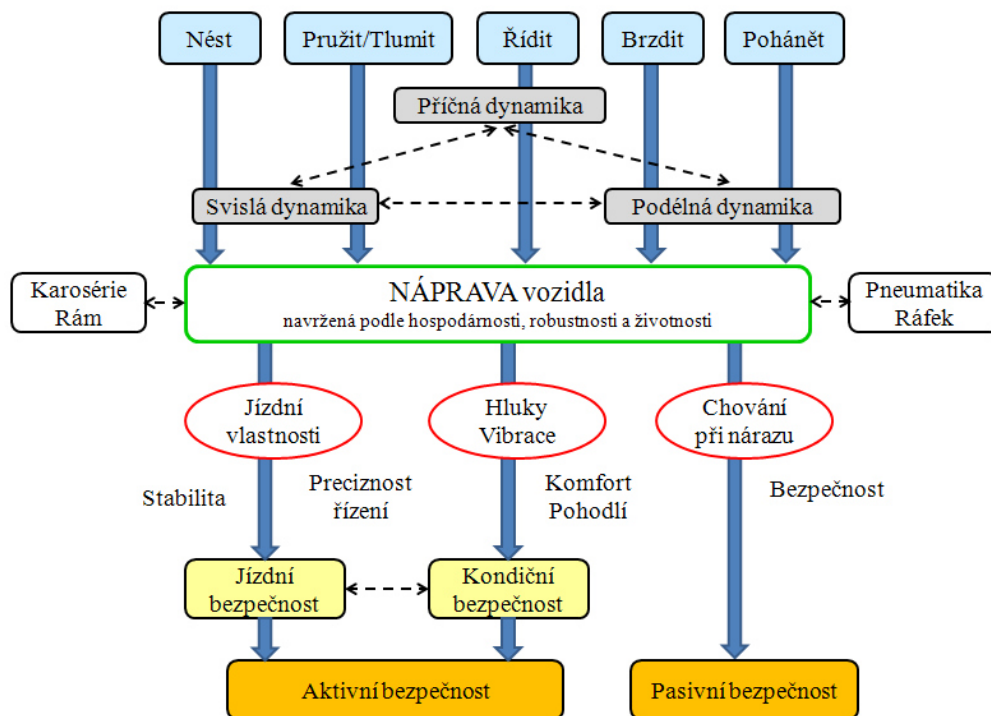 Nést
Pružit/Tlumit
Řídit
Brzdit
Pohánět
Příčná dynamika
Svislá dynamika
Podélná dynamika
Karosérie
Rám
NÁPRAVA vozidla
navržená podle hospodárnosti, robustnosti a životnosti
Pneumatika
Ráfek
Jízdní
vlastnosti
Hluky
Vibrace
Chování
při nárazu
Stabilita
Preciznost
řízení
Komfort
Pohodlí
Bezpečnost
Jízdní
bezpečnost
Kondiční
bezpečnost
Aktivní bezpečnost
Pasivní bezpečnost